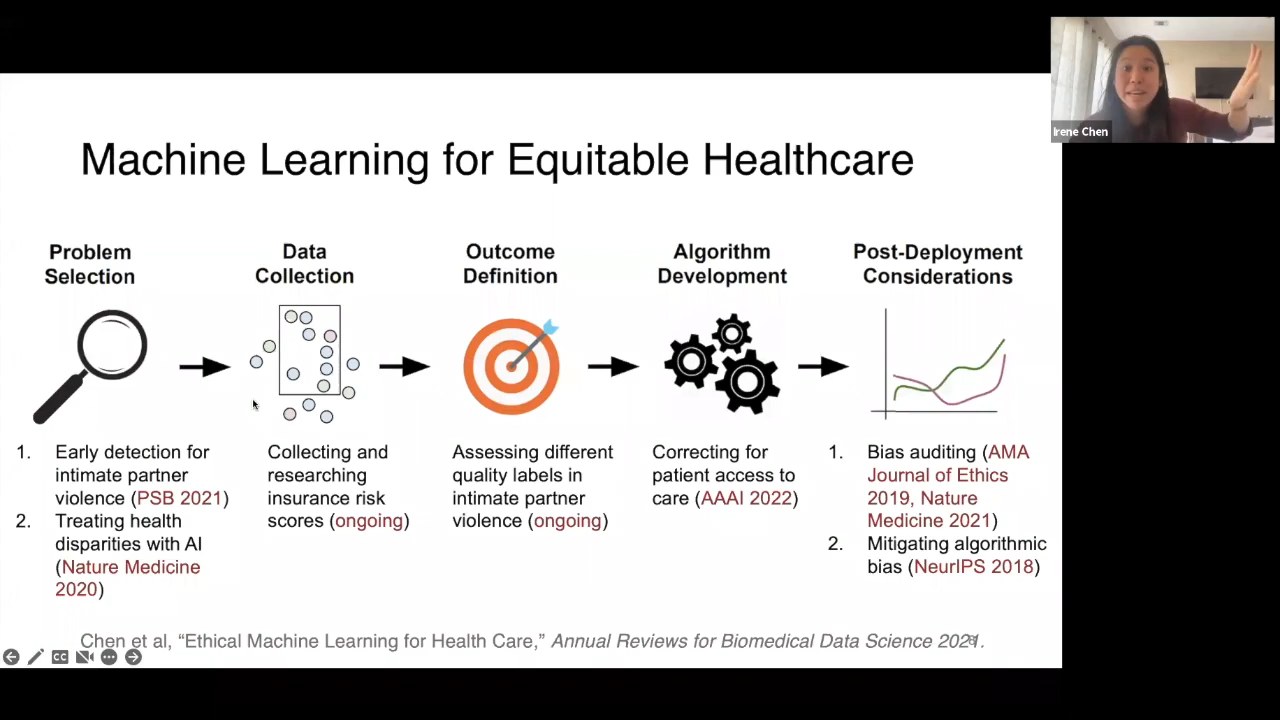 Irene Chen
Machine Learning for Equitable Healthcare
Problem
Selection
Data
Collection
Outcome
Definition
Algorithm
Development
Post-Deployment
Considerations
1. Early detection for
intimate partner
violence (PSB 2021)
2. Treating health
disparities with AI
(Nature Medicine
2020)
Collecting and
researching
insurance risk
scores (ongoing)
Assessing different
quality labels in
intimate partner
violence (ongoing)
Correcting for
patient access to
care (AAAI 2022)
1. Bias auditing (AMA
Journal of Ethics
2019, Nature
Medicine 2021)
2. Mitigating algorithmic
bias (NeurIPS 2018)
Chen et al, “Ethical Machine Learning for Health Care,” Annual Reviews for Biomedical Data Science 2021.
CC